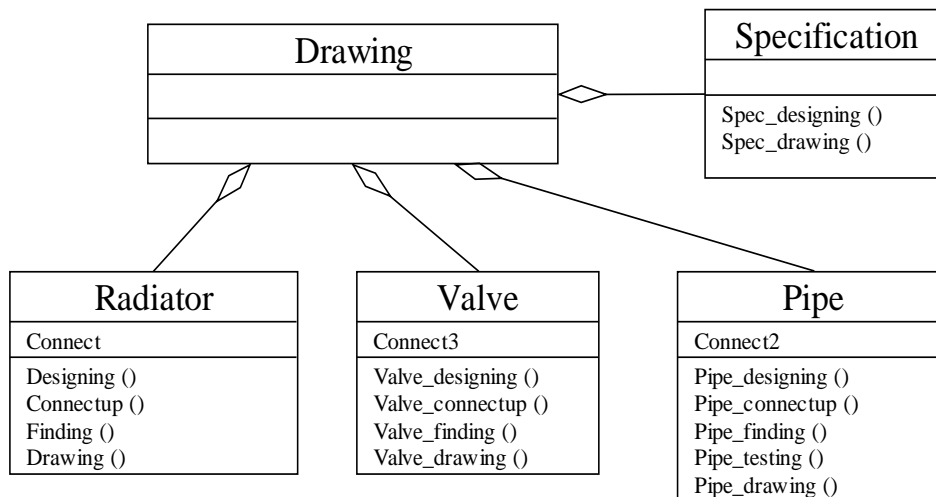 Drawing
Specification
Spec_designing ()
Spec_drawing ()
Radiator
Connect
Designing ()
Connectup ()
Finding ()
Drawing ()
Valve
Connect3
Valve_designing ()
Valve_connectup ()
Valve_finding ()
Valve_drawing ()
Pipe
Connect2
Pipe_designing ()
Pipe_connectup ()
Pipe_finding ()
Pipe_testing ()
Pipe_drawing ()